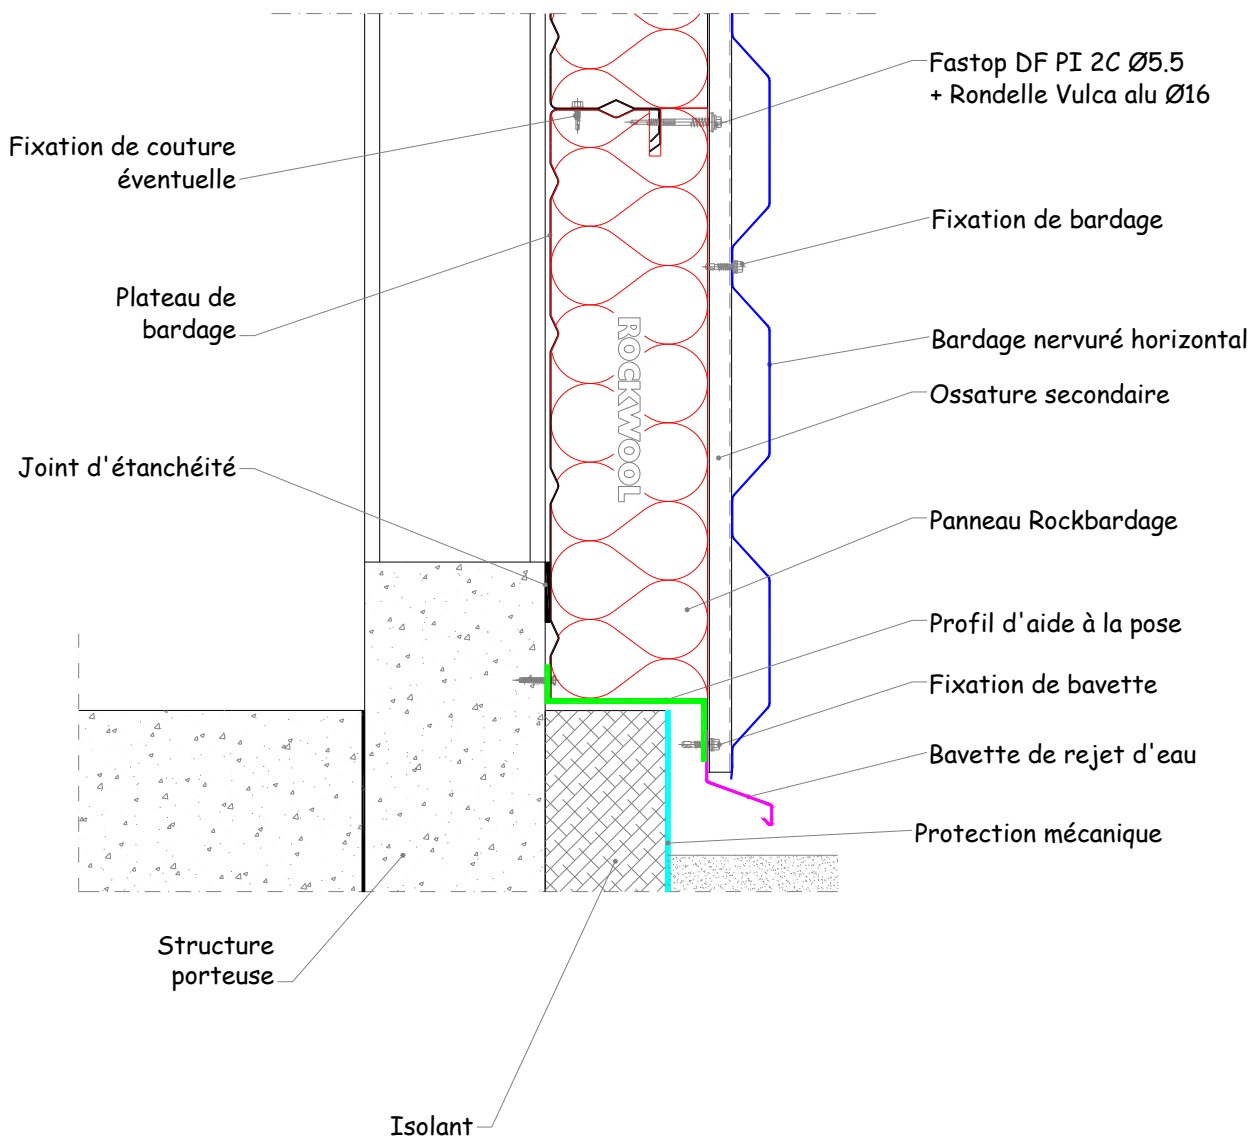 Fastop DF PI 2C Ø5.5
+ Rondelle Vulca alu Ø16
Fixation de couture
éventuelle
Fixation de bardage
Plateau de
bardage
Bardage nervuré horizontal
Ossature secondaire
ROCKWOOL
Joint d'étanchéité
Panneau Rockbardage
Profil d'aide à la pose
Fixation de bavette
Bavette de rejet d'eau
Protection mécanique
Structure
porteuse
Isolant